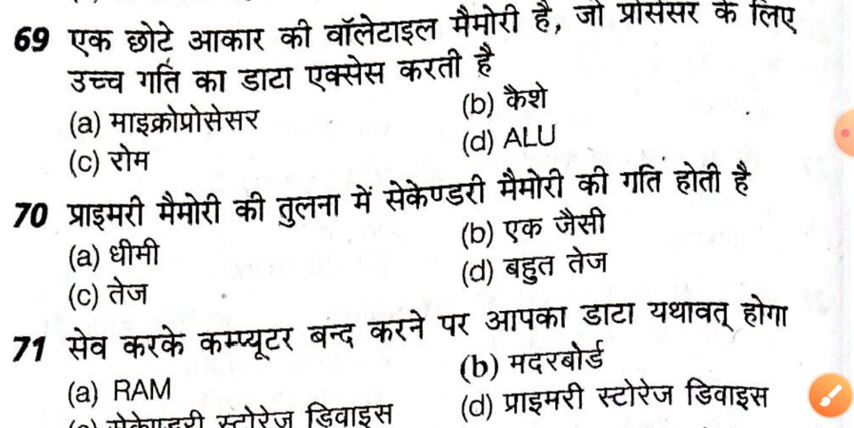 69 एक छोटे आकार की वॉलेटाइल मैमोरी है, जो प्रोसेसर के लिए
उच्च गति का डाटा एक्सेस करती है
(a) माइक्रोप्रोसेसर (b) कैशे
(c) रोम (d) ALU
70 प्राइमरी मैमोरी की तुलना में सेकेण्डरी मैमोरी की गति होती है
(a) धीमी (b) एक जैसी
(c) तेज (d) बहुत तेज
71 सेव करके कम्प्यूटर बन्द करने पर आपका डाटा यथावत् होगा
(a) RAM (b) मदरबोर्ड
(c) सेकेण्डरी स्टोरेज डिवाइस (d) प्राइमरी स्टोरेज डिवाइस